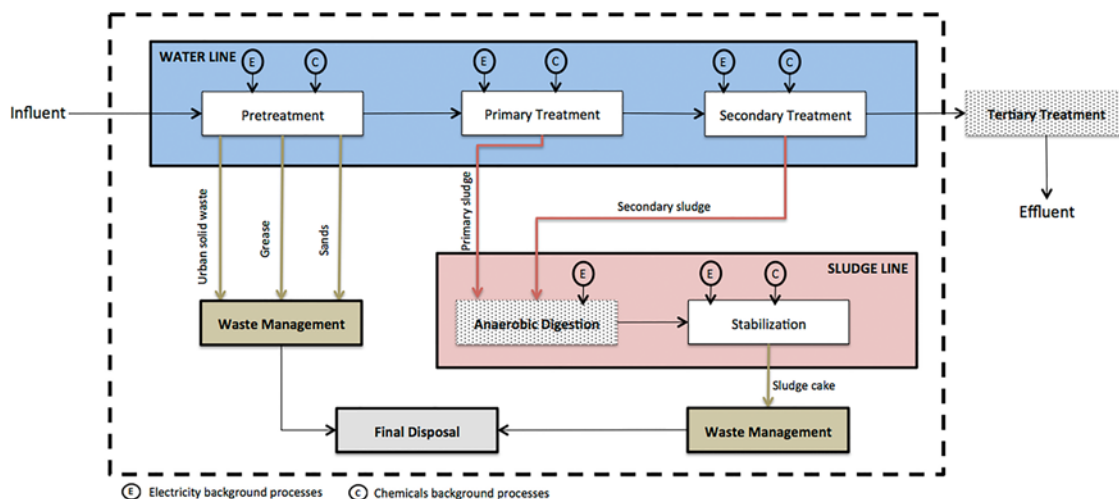 WATER LINE
E
C
E
C
E
C
Influent
Pretreatment
Primary Treatment
Secondary Treatment
Tertiary Treatment
Urban solid waste
Grease
Sands
Primary sludge
Secondary sludge
Effluent
SLUDGE LINE
E
E
C
Waste Management
Anaerobic Digestion
Stabilization
Sludge cake
Final Disposal
Waste Management
E Electricity background processes
C Chemicals background processes